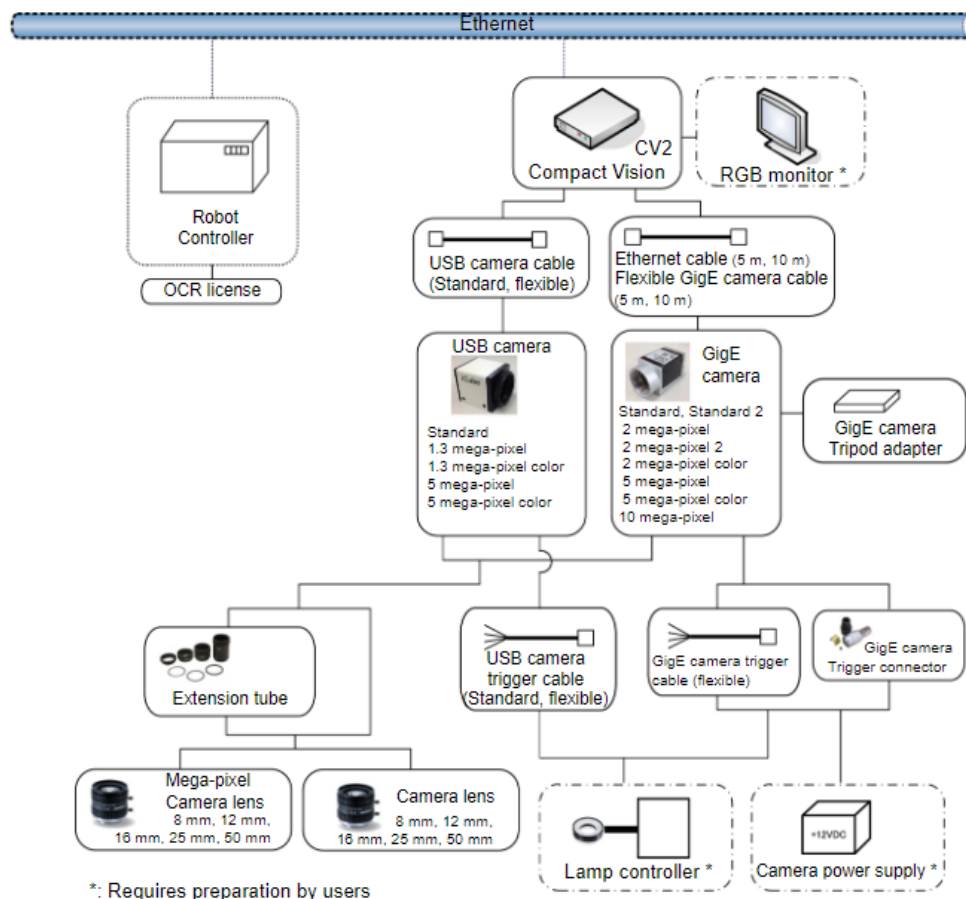 Ethernet
CV2
Compact Vision
RGB monitor *
Robot
Controller
OCR license
USB camera cable
(Standard, flexible)
Ethernet cable (5 m, 10 m)
Flexible GigE camera cable
(5 m, 10 m)
USB camera
Standard
1.3 mega-pixel
1.3 mega-pixel color
5 mega-pixel
5 mega-pixel color
GigE
camera
Standard, Standard 2
2 mega-pixel
2 mega-pixel 2
2 mega-pixel color
5 mega-pixel
5 mega-pixel color
10 mega-pixel
GigE camera
Tripod adapter
Extension tube
USB camera
trigger cable
(Standard, flexible)
GigE camera trigger
cable (flexible)
GigE camera
Trigger connector
Mega-pixel
Camera lens
8 mm, 12 mm,
16 mm, 25 mm, 50 mm
Camera lens
8 mm, 12 mm,
16 mm, 25 mm, 50 mm
Lamp controller *
+12VDC
Camera power supply *
*: Requires preparation by users